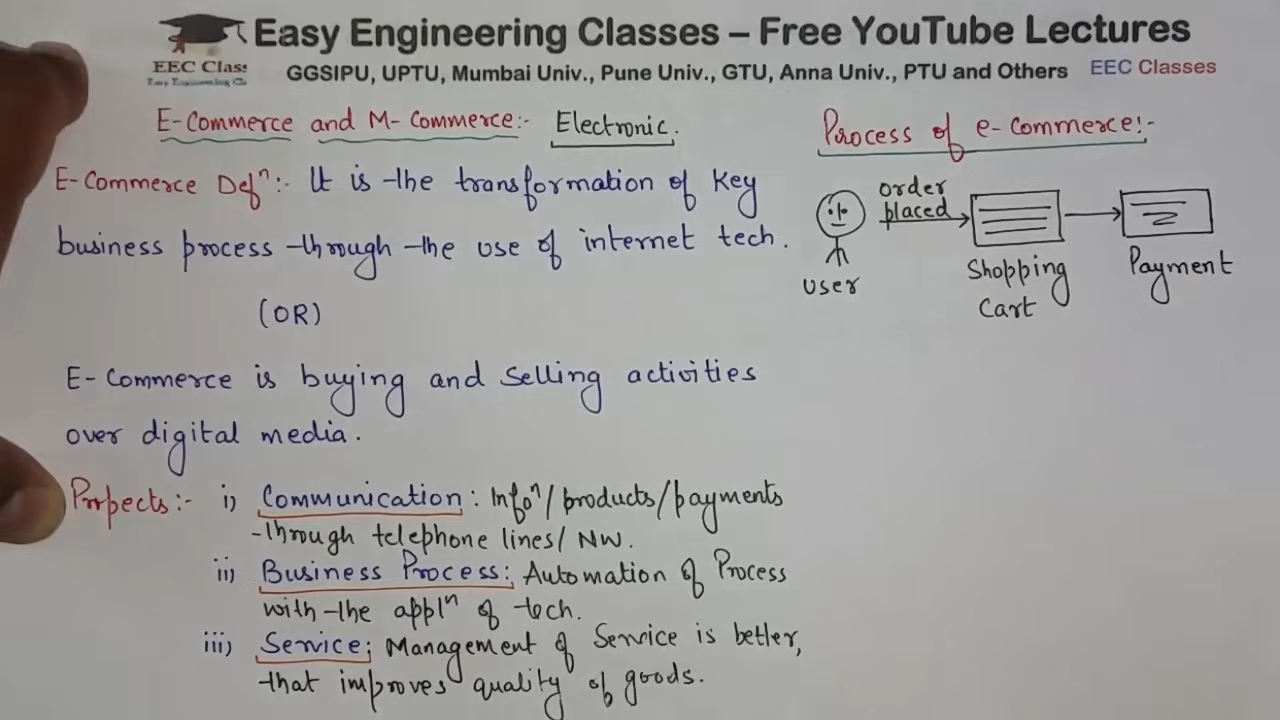 Easy Engineering Classes – Free YouTube Lectures
EEC Class
Easy Engineering Cla
GGSIPU, UPTU, Mumbai Univ., Pune Univ., GTU, Anna Univ., PTU and Others
EEC Classes
E-Commerce and M-Commerce:- Electronic.
E-Commerce Defⁿ:- It is the transformation of Key
business process through the use of internet tech.
(OR)
E-Commerce is buying and Selling activities
over digital media.
Prorpects:- i) Communication: Infoⁿ/products/payments
through telephone lines/ NW.
ii) Business Process: Automation of Process
with the applⁿ of tech.
iii) Service: Management of Service is better,
that improves quality of goods.
Process of e-commerce:-
order
placed
User
Shopping
Cart
Payment